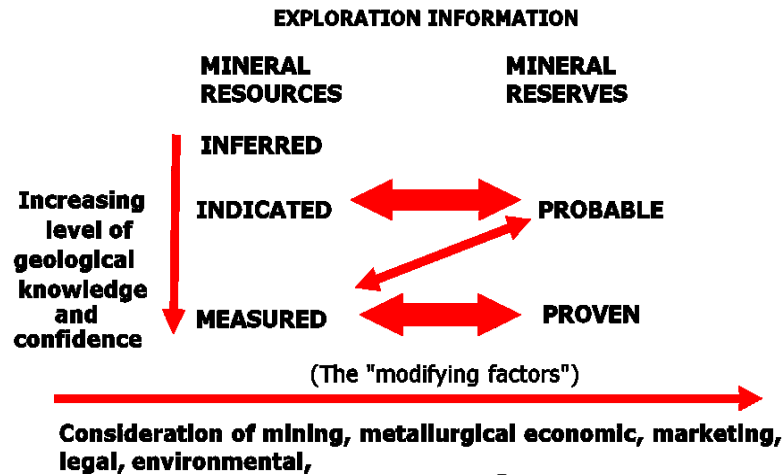 EXPLORATION INFORMATION
MINERAL
RESOURCES
MINERAL
RESERVES
INFERRED
Increasing
level of
geological
knowledge
and
confidence
INDICATED
PROBABLE
MEASURED
PROVEN
(The "modifying factors")
Consideration of mining, metallurgical economic, marketing,
legal, environmental,